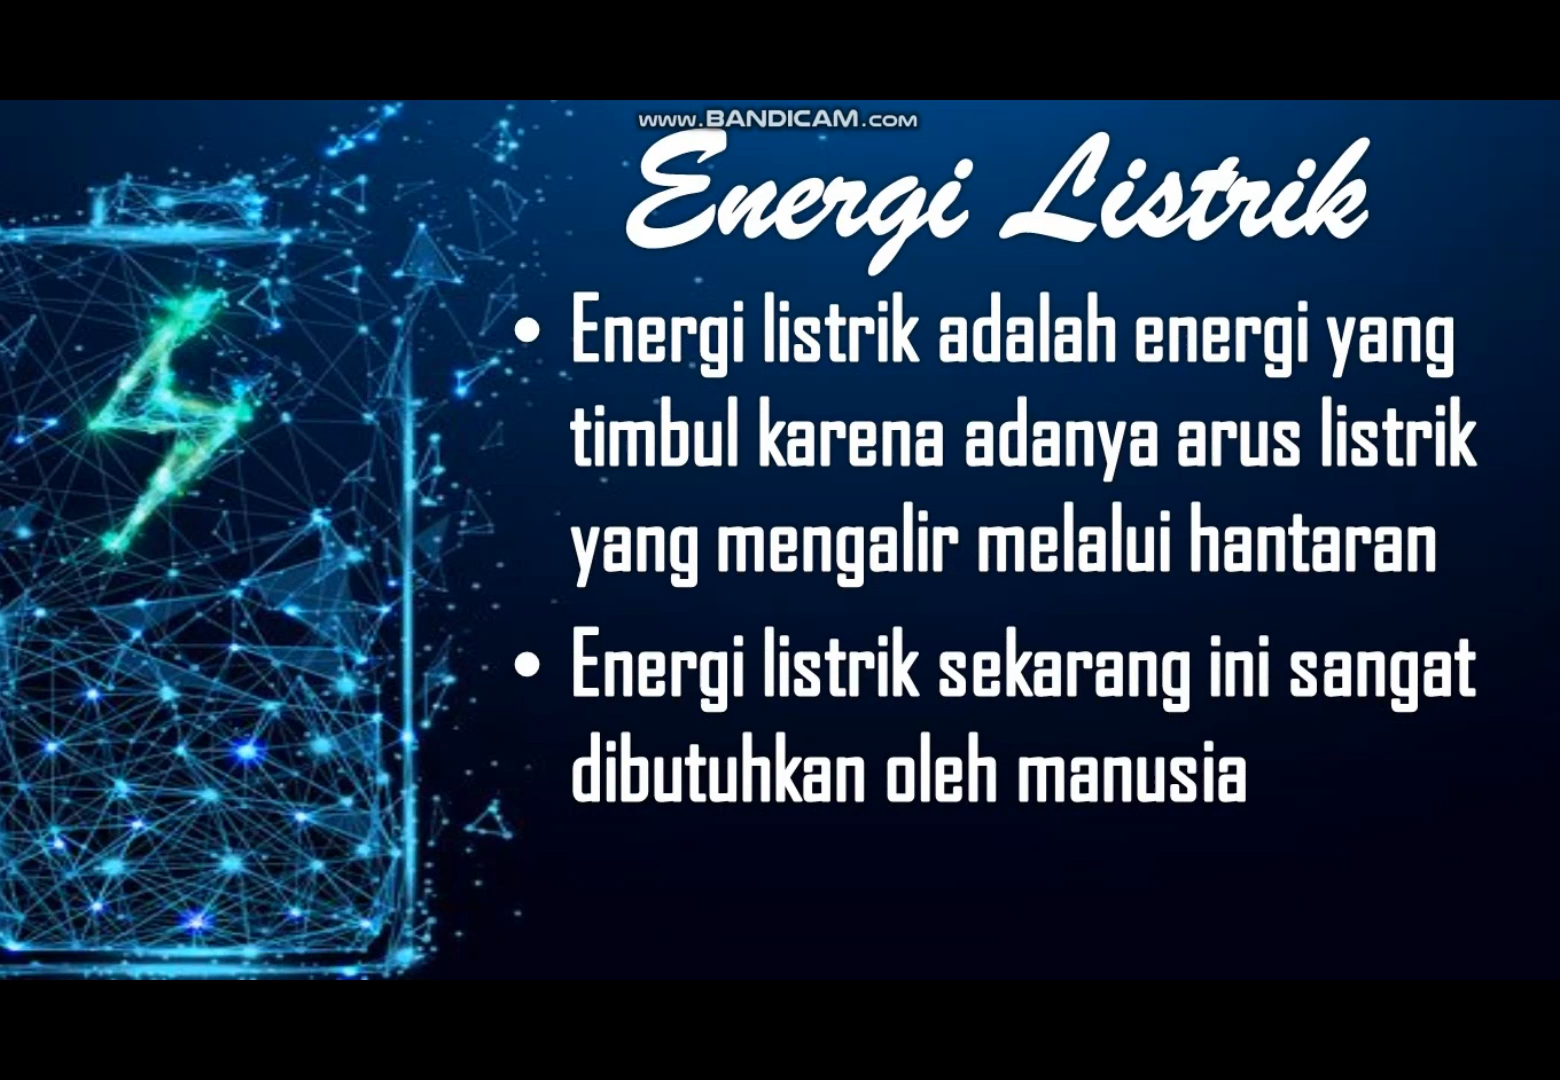 www.BANDICAM.com
Energi Listrik
• Energi listrik adalah energi yang
timbul karena adanya arus listrik
yang mengalir melalui hantaran
• Energi listrik sekarang ini sangat
dibutuhkan oleh manusia